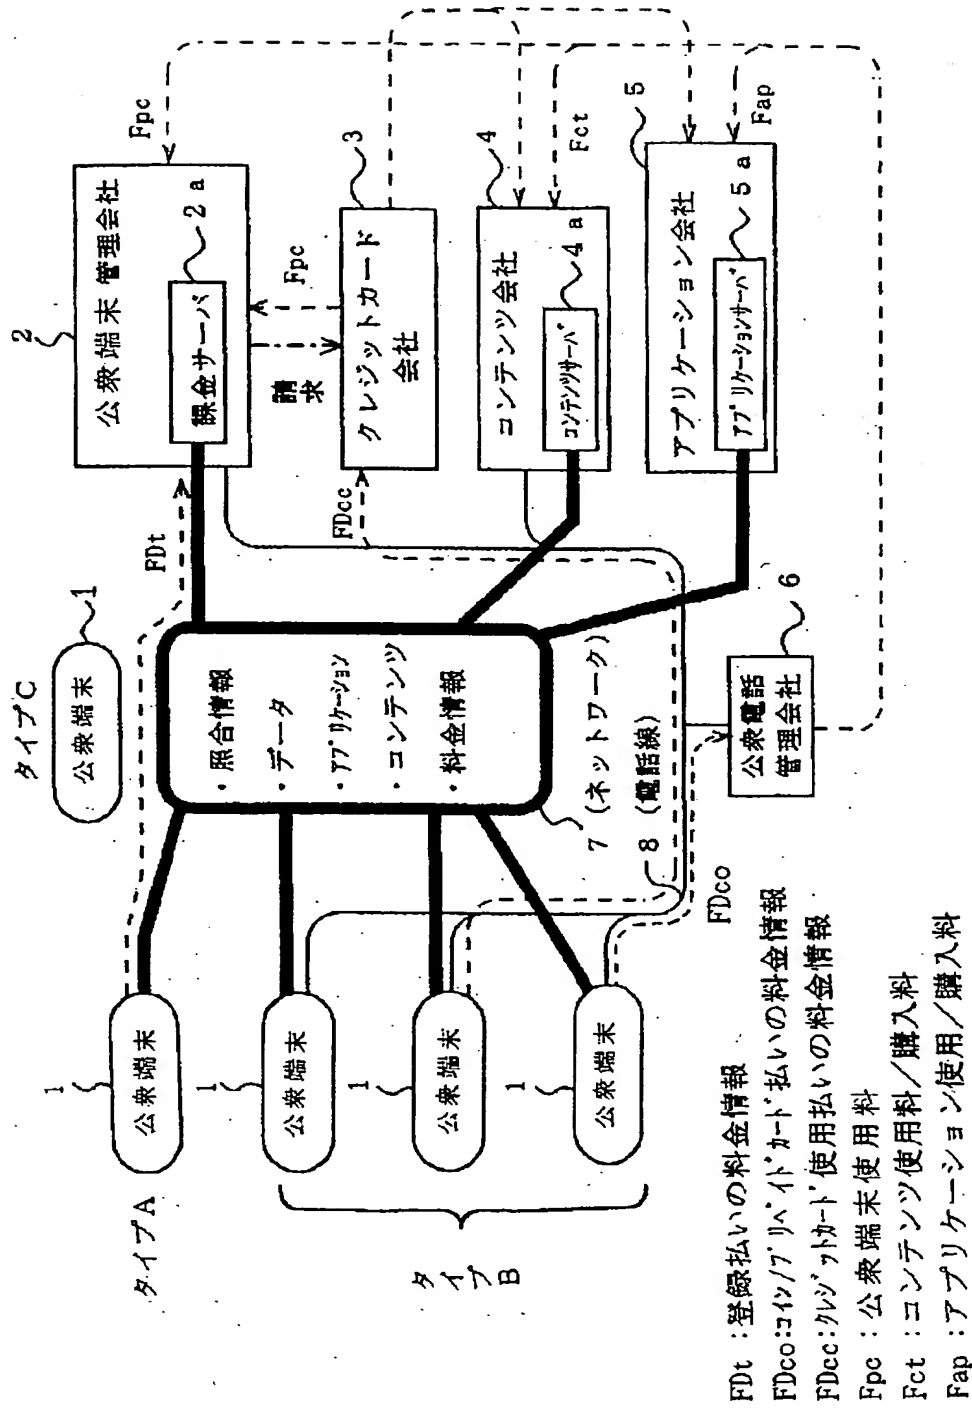 タイプC
公衆端末
1
2
公衆端末 管理会社
課金サーバ
2a
Fpc
FDt
請求
Fpc
3
クレジットカード
会社
FDcc
4
コンテンツ会社
コンテンツサーバ
4a
Fct
5
アプリケーション会社
アプリケーションサーバ
5a
Fap
・照合情報
・データ
・アプリケーション
・コンテンツ
・料金情報
7 (ネットワーク)
8 (電話線)
6
公衆電話
管理会社
FDco
タイプA
1
公衆端末
タイプB
1
公衆端末
1
公衆端末
1
公衆端末
FDt :登録払いの料金情報
FDco:コイン/プリペイドカード払いの料金情報
FDcc:クレジットカード使用払いの料金情報
Fpc :公衆端末使用料
Fct :コンテンツ使用料/購入料
Fap :アプリケーション使用/購入料